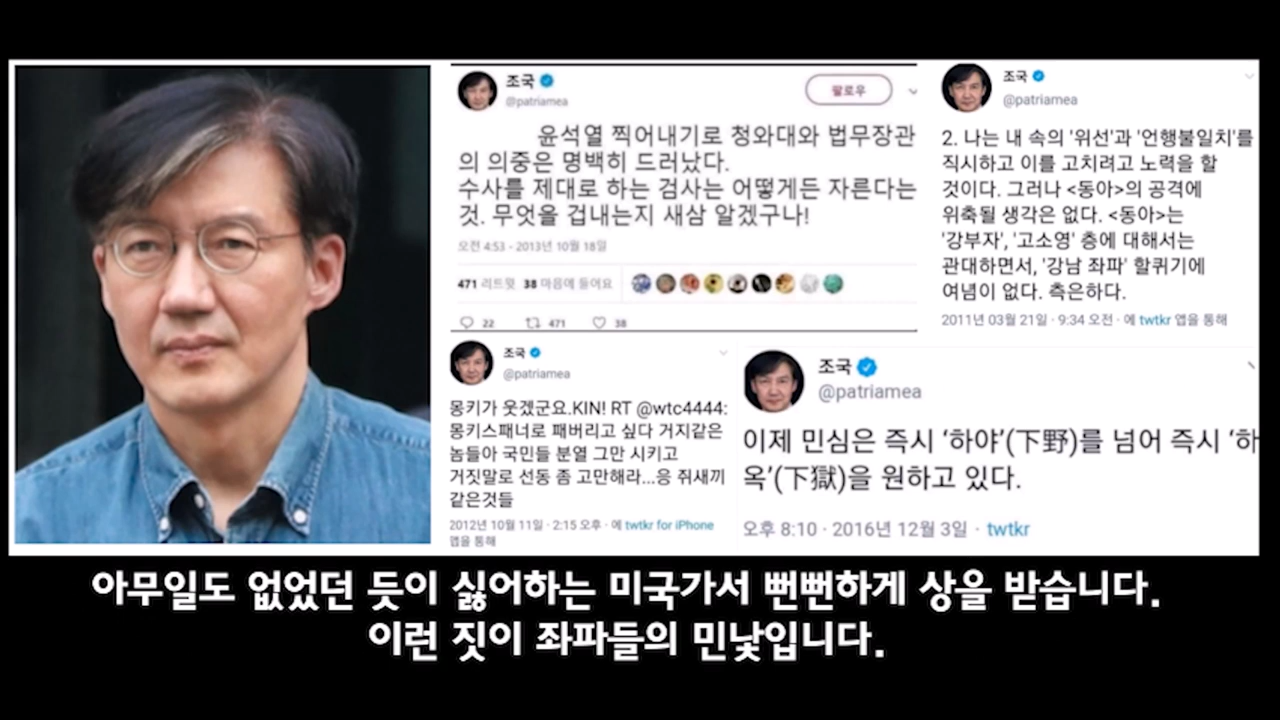 조국
@patriamea
팔로우
윤석열 찍어내기로 청와대와 법무장관
의 의중은 명백히 드러났다.
수사를 제대로 하는 검사는 어떻게든 자른다는
것. 무엇을 겁내는지 새삼 알겠구나!
오전 4:53 - 2013년 10월 18일
471 리트윗 38 마음에 들어요
22 471 38
조국
@patriamea
2. 나는 내 속의 '위선'과 '언행불일치'를
직시하고 이를 고치려고 노력을 할
것이다. 그러나 <동아>의 공격에
위축될 생각은 없다. <동아>는
'강부자', '고소영' 층에 대해서는
관대하면서, '강남 좌파' 할퀴기에
여념이 없다. 측은하다.
2011년 03월 21일 · 9:34 오전 · 에 twtkr 앱을 통해
조국
@patriamea
몽키가 웃겠군요.KIN! RT @wtc4444:
몽키스패너로 패버리고 싶다 거지같은
놈들아 국민들 분열 그만 시키고
거짓말로 선동 좀 고만해라...응 쥐새끼
같은것들
2012년 10월 11일 · 2:15 오후 · 에 twtkr for iPhone
앱을 통해
조국
@patriamea
이제 민심은 즉시 ‘하야’(下野)를 넘어 즉시 ‘하
옥’(下獄)을 원하고 있다.
오후 8:10 · 2016년 12월 3일 · twtkr
아무일도 없었던 듯이 싫어하는 미국가서 뻔뻔하게 상을 받습니다.
이런 짓이 좌파들의 민낯입니다.